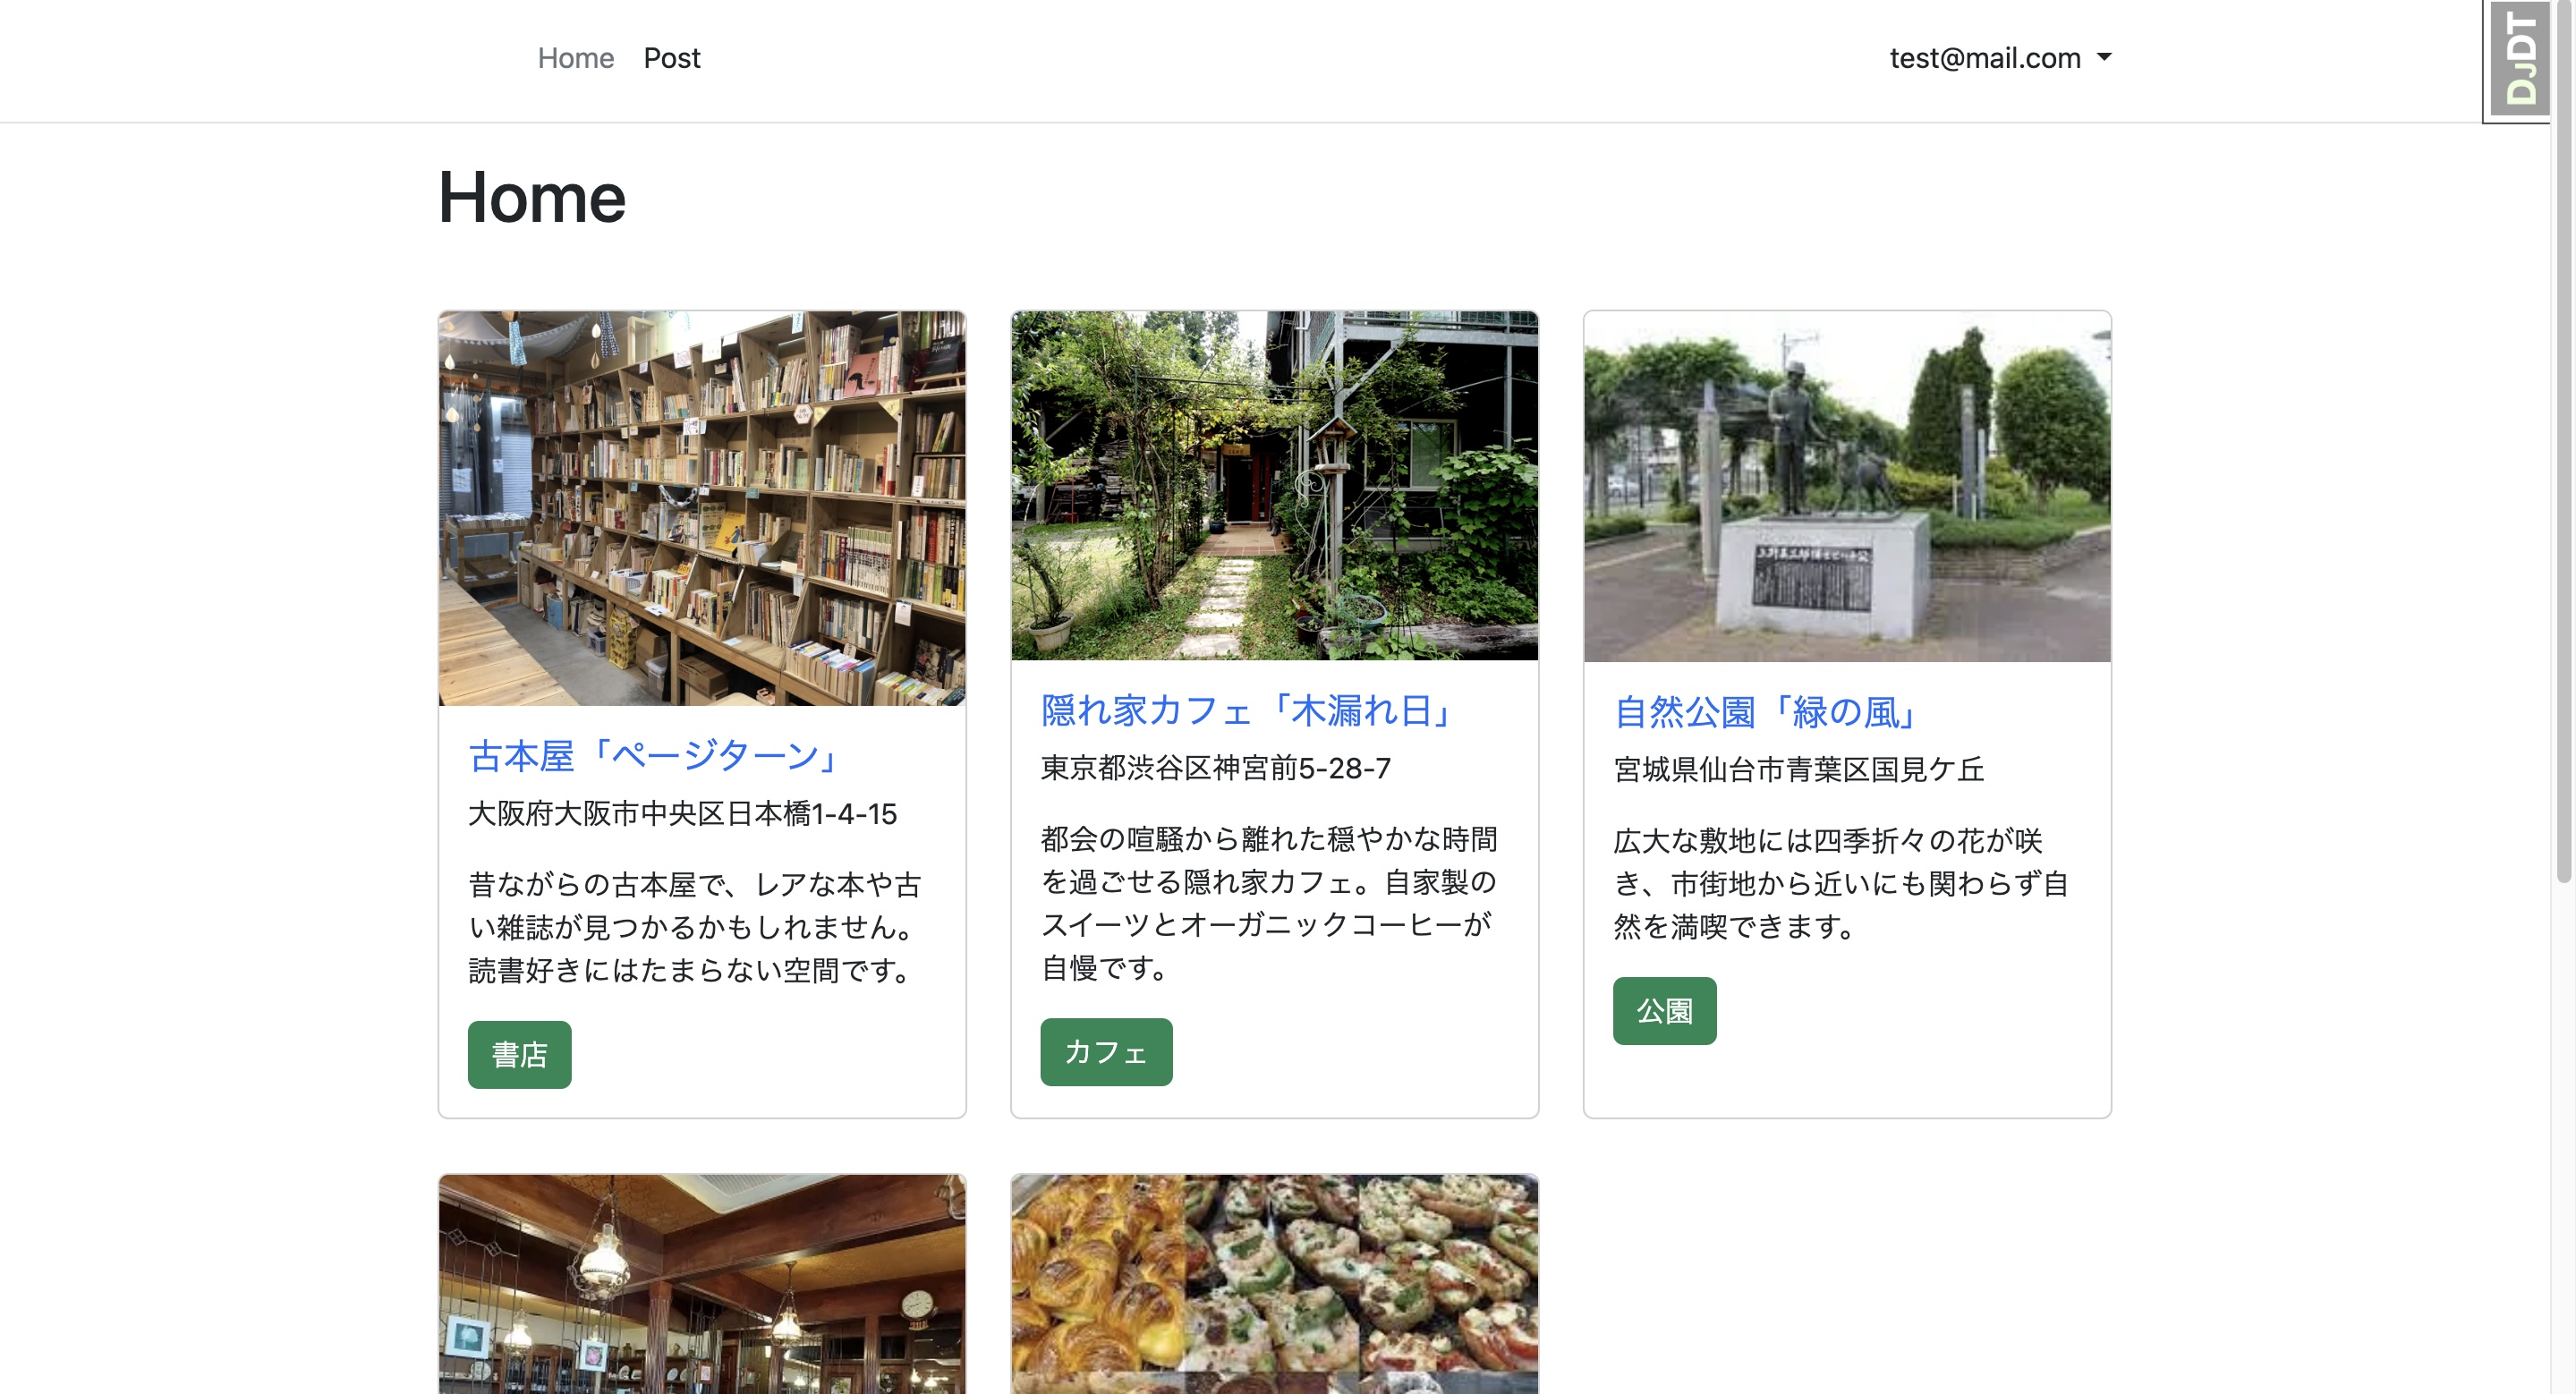 Home Post test@mail.com
DJDT
Home
古本屋「ページターン」
大阪府大阪市中央区日本橋1-4-15
昔ながらの古本屋で、レアな本や古
い雑誌が見つかるかもしれません。
読書好きにはたまらない空間です。
書店
隠れ家カフェ「木漏れ日」
東京都渋谷区神宮前5-28-7
都会の喧騒から離れた穏やかな時間
を過ごせる隠れ家カフェ。自家製の
スイーツとオーガニックコーヒーが
自慢です。
カフェ
自然公園「緑の風」
宮城県仙台市青葉区国見ケ丘
広大な敷地には四季折々の花が咲
き、市街地から近いにも関わらず自
然を満喫できます。
公園